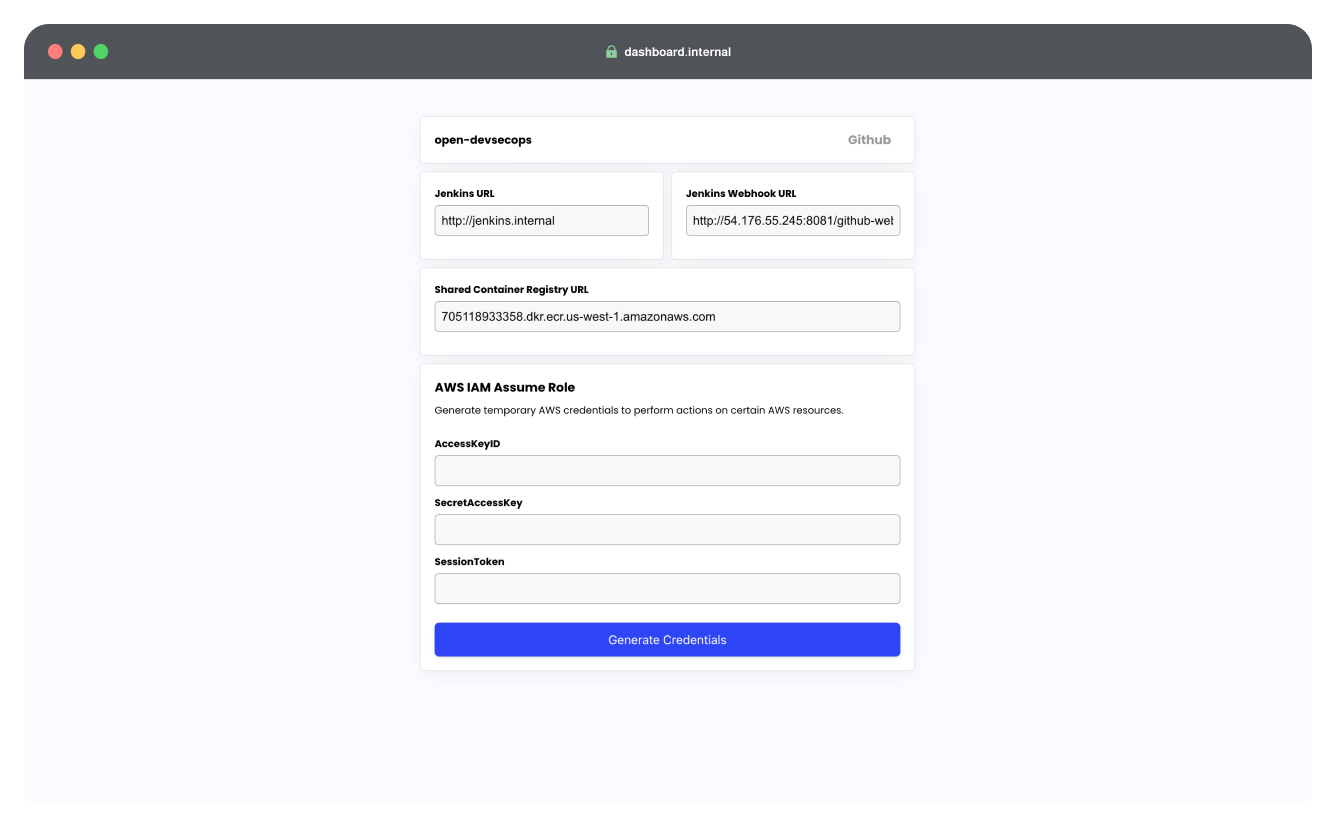 dashboard.internal
open-devsecops
Github
Jenkins URL
Jenkins Webhook URL
http://jenkins.internal
http://54.176.55.245:8081/github-wel
Shared Container Registry URL
705118933358.dkr.ecr.us-west-1.amazonaws.com
AWS IAM Assume Role
Generate temporary AWS credentials to perform actions on certain AWS resources.
AccessKeyID
SecretAccessKey
SessionToken
Generate Credentials